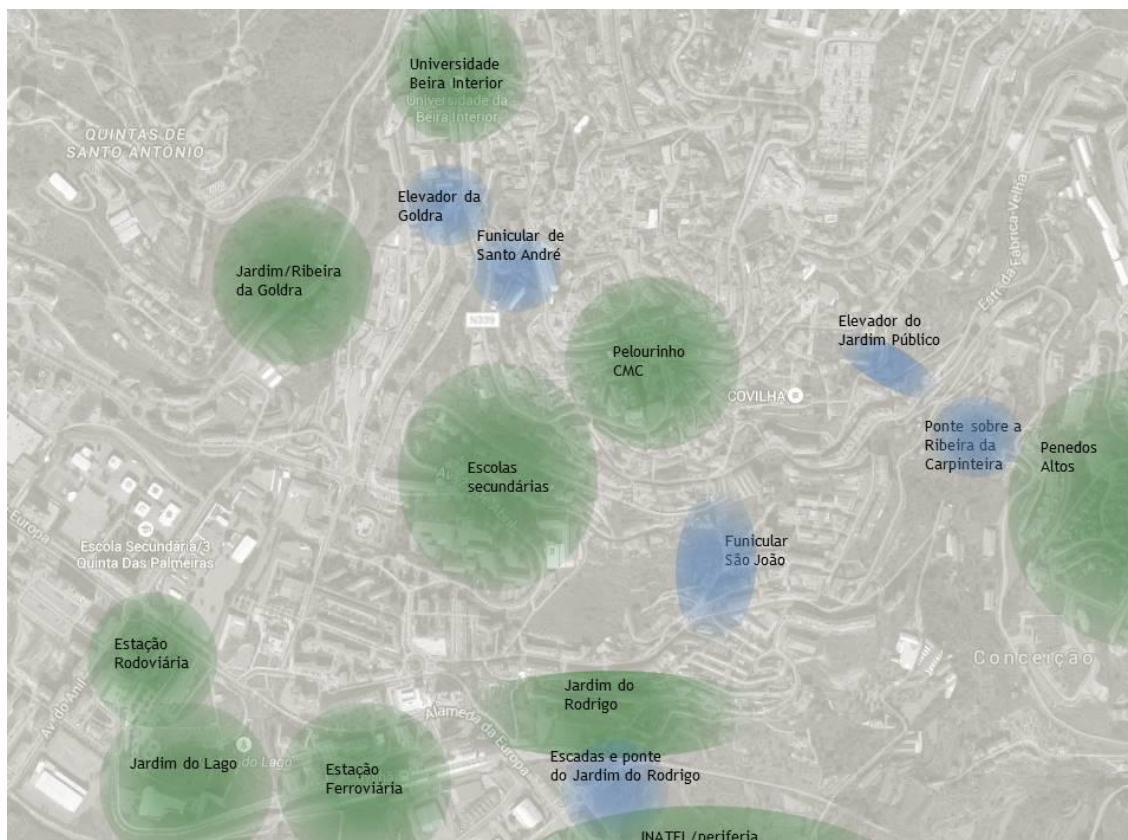 Universidade
Beira Interior
Universidade da
Beira Interior
QUINTAS DE
SANTO ANTÓNIO
Elevador da
Goldra
Funicular de
Santo André
Estr. da Fabrica Velha
Jardim/Ribeira
da Goldra
N339
Elevador do
Jardim Público
Pelourinho
CMC
COVILHA
Ponte sobre a
Ribeira da
Carpinteira
Penedos
Altos
Escolas
secundárias
Europa
Escola Secundária/3
Quinta Das Palmeiras
Funicular
São João
Estação
Rodoviária
Conceição
Jardim do
Rodrigo
Av. do Anil
Alameda da Europa
Jardim do Lago
do Lago
Estação
Ferroviária
Escadas e ponte
do Jardim do Rodrigo
INATEL/periferia